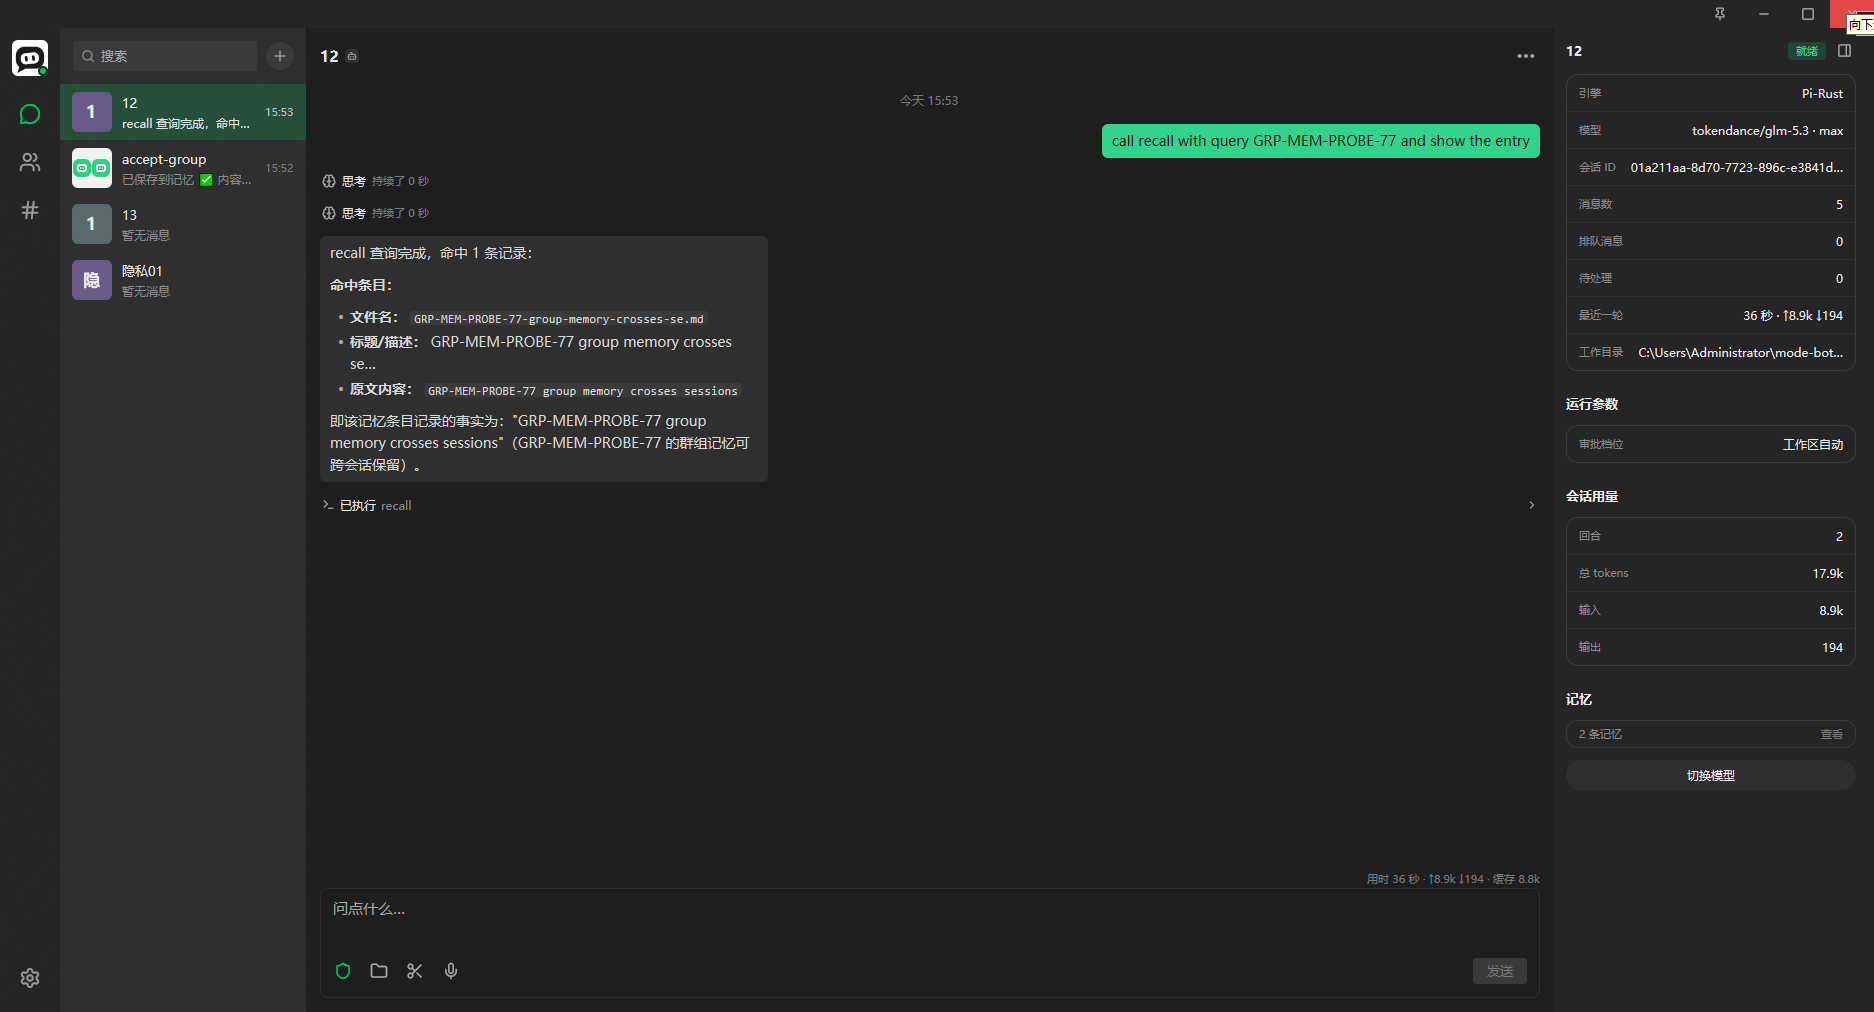 向下
搜索
1
12
15:53
recall 查询完成，命中...
accept-group
15:52
已保存到记忆 ✅ 内容...
1
13
暂无消息
隐
隐私01
暂无消息
12
今天 15:53
call recall with query GRP-MEM-PROBE-77 and show the entry
思考 持续了 0 秒
思考 持续了 0 秒
recall 查询完成，命中 1 条记录：
命中条目：
• 文件名： GRP-MEM-PROBE-77-group-memory-crosses-se.md
• 标题/描述： GRP-MEM-PROBE-77 group memory crosses
se...
• 原文内容： GRP-MEM-PROBE-77 group memory crosses sessions
即该记忆条目记录的事实为："GRP-MEM-PROBE-77 group
memory crosses sessions"（GRP-MEM-PROBE-77 的群组记忆可
跨会话保留）。
已执行 recall
用时 36 秒 · ↑8.9k ↓194 · 缓存 8.8k
问点什么...
发送
12
就绪
引擎 Pi-Rust
模型 tokendance/glm-5.3 · max
会话 ID 01a211aa-8d70-7723-896c-e3841d...
消息数 5
排队消息 0
待处理 0
最近一轮 36 秒 · ↑8.9k ↓194
工作目录 C:\Users\Administrator\mode-bot...
运行参数
审批档位 工作区自动
会话用量
回合 2
总 tokens 17.9k
输入 8.9k
输出 194
记忆
2 条记忆 查看
切换模型